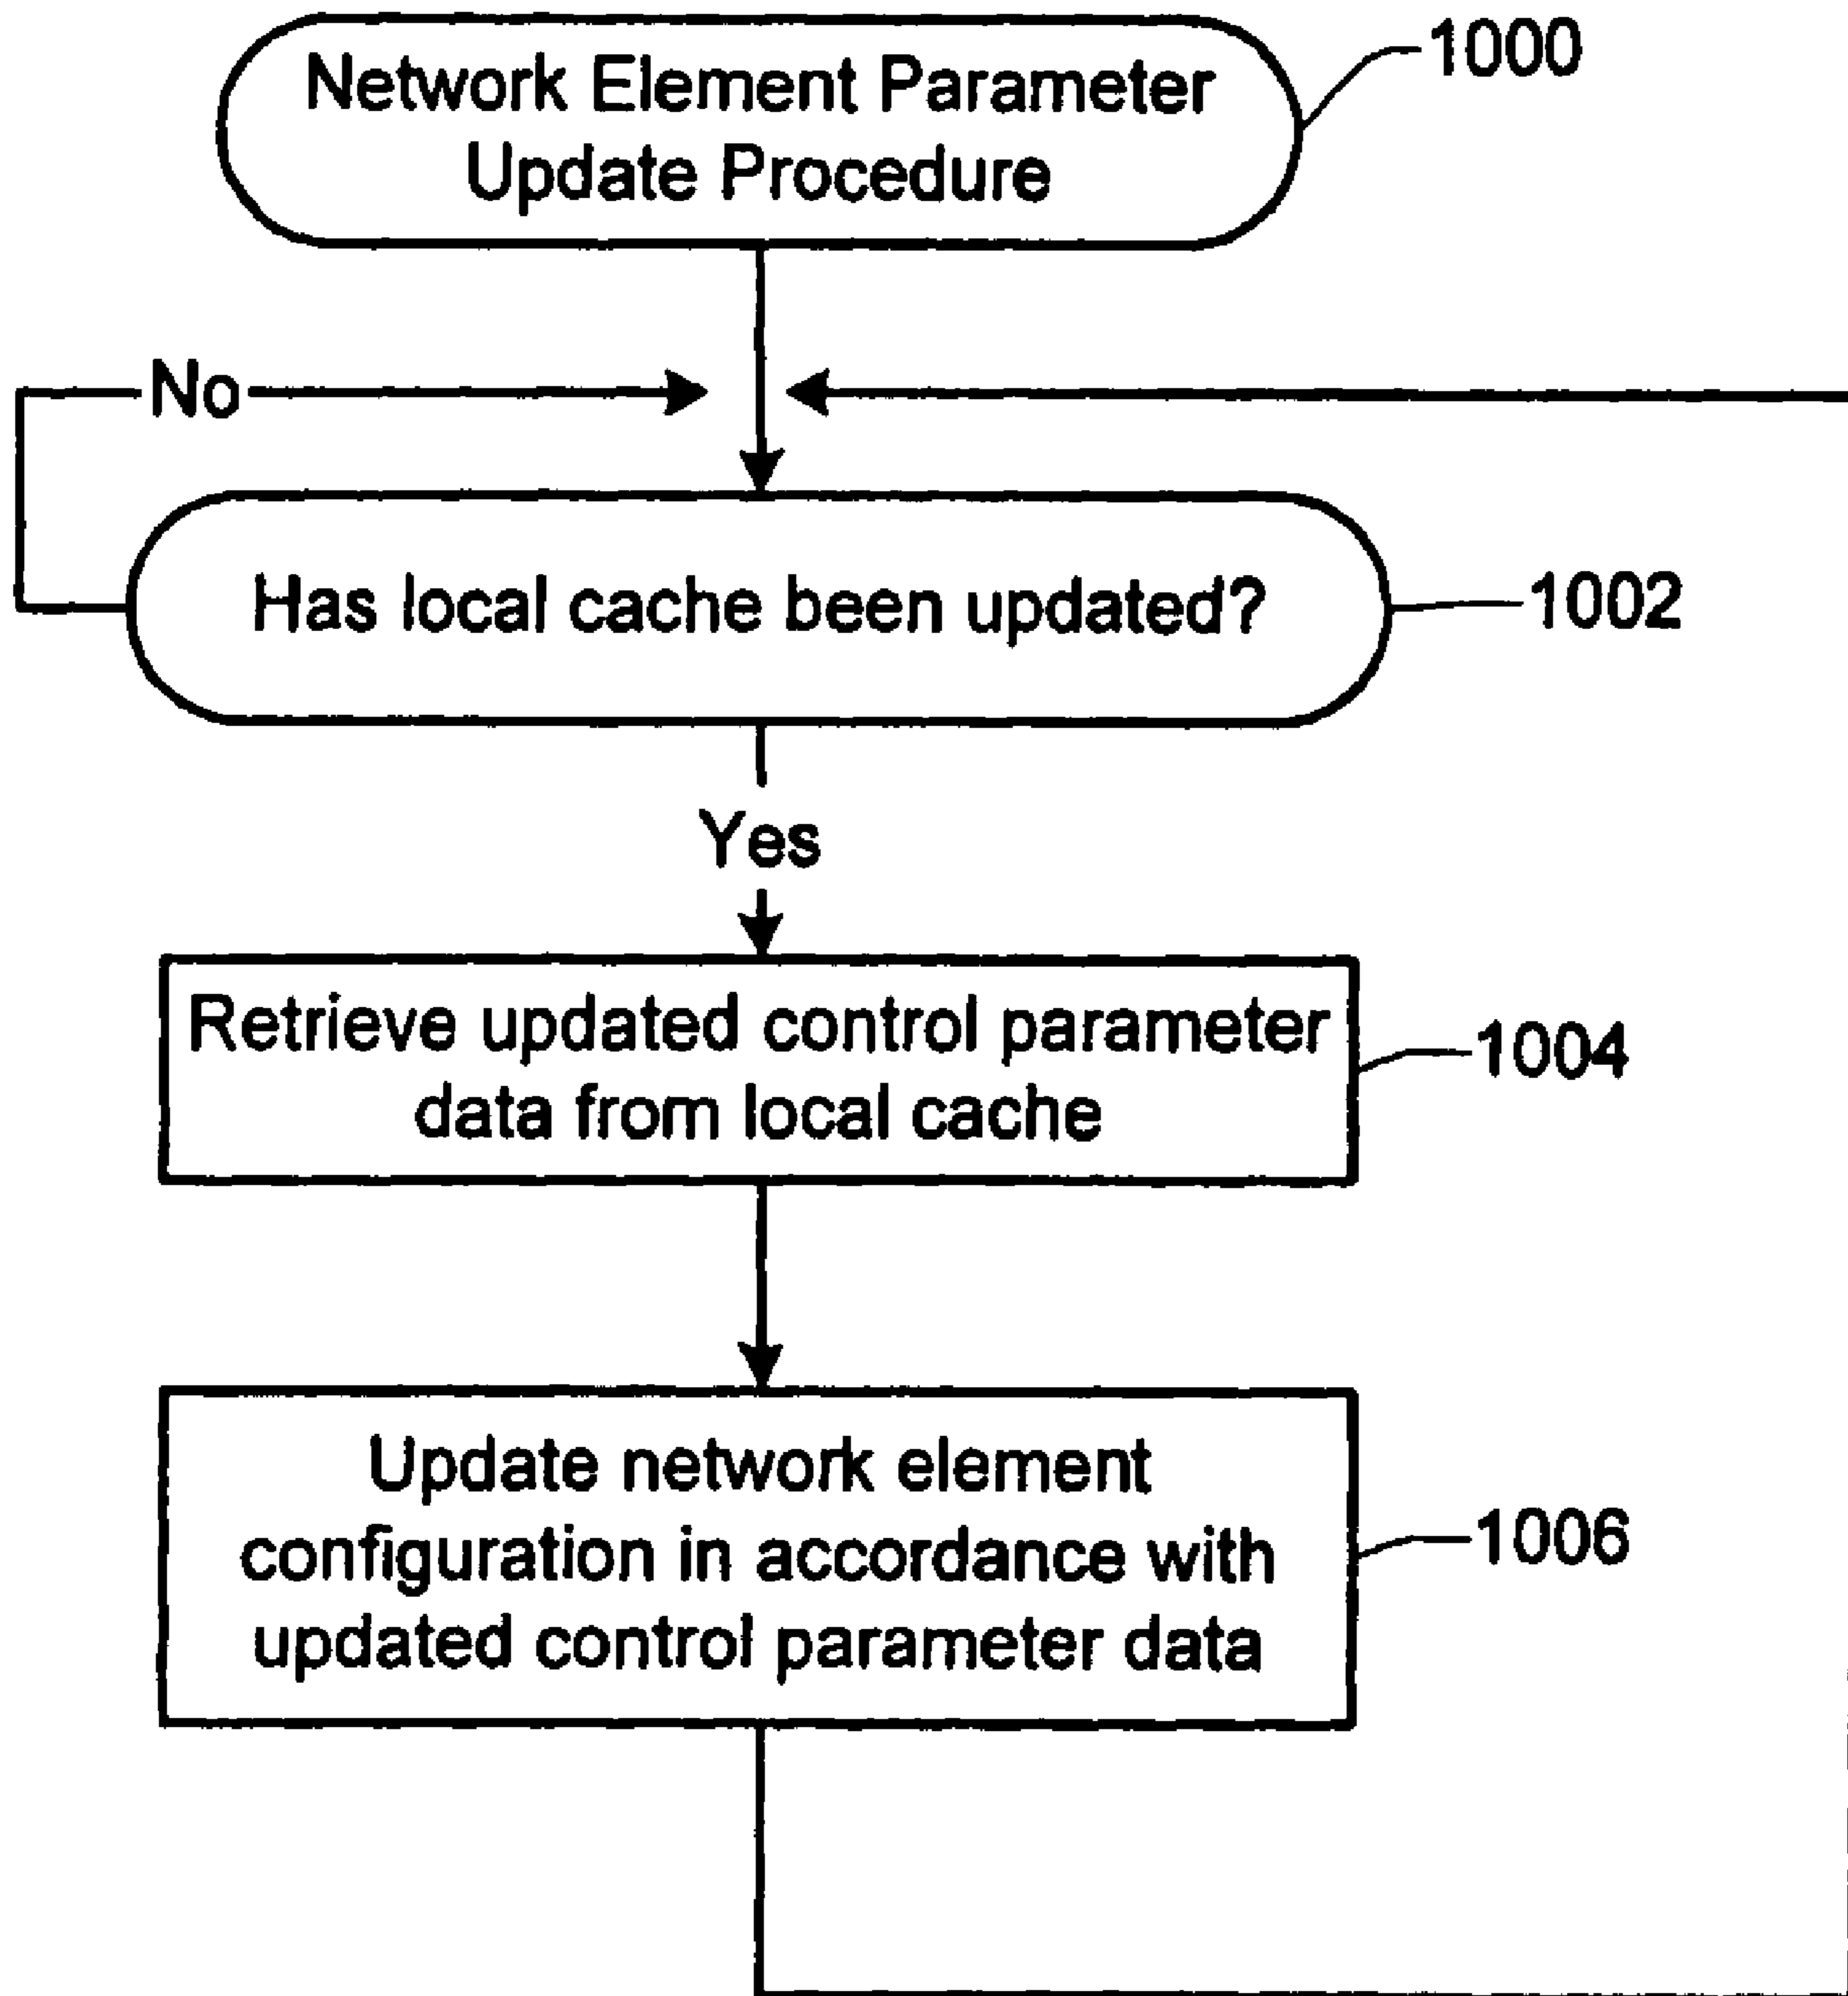 Network Element Parameter
Update Procedure
1000
No
Has local cache been updated?
1002
Yes
Retrieve updated control parameter
data from local cache
1004
Update network element
configuration in accordance with
updated control parameter data
1006